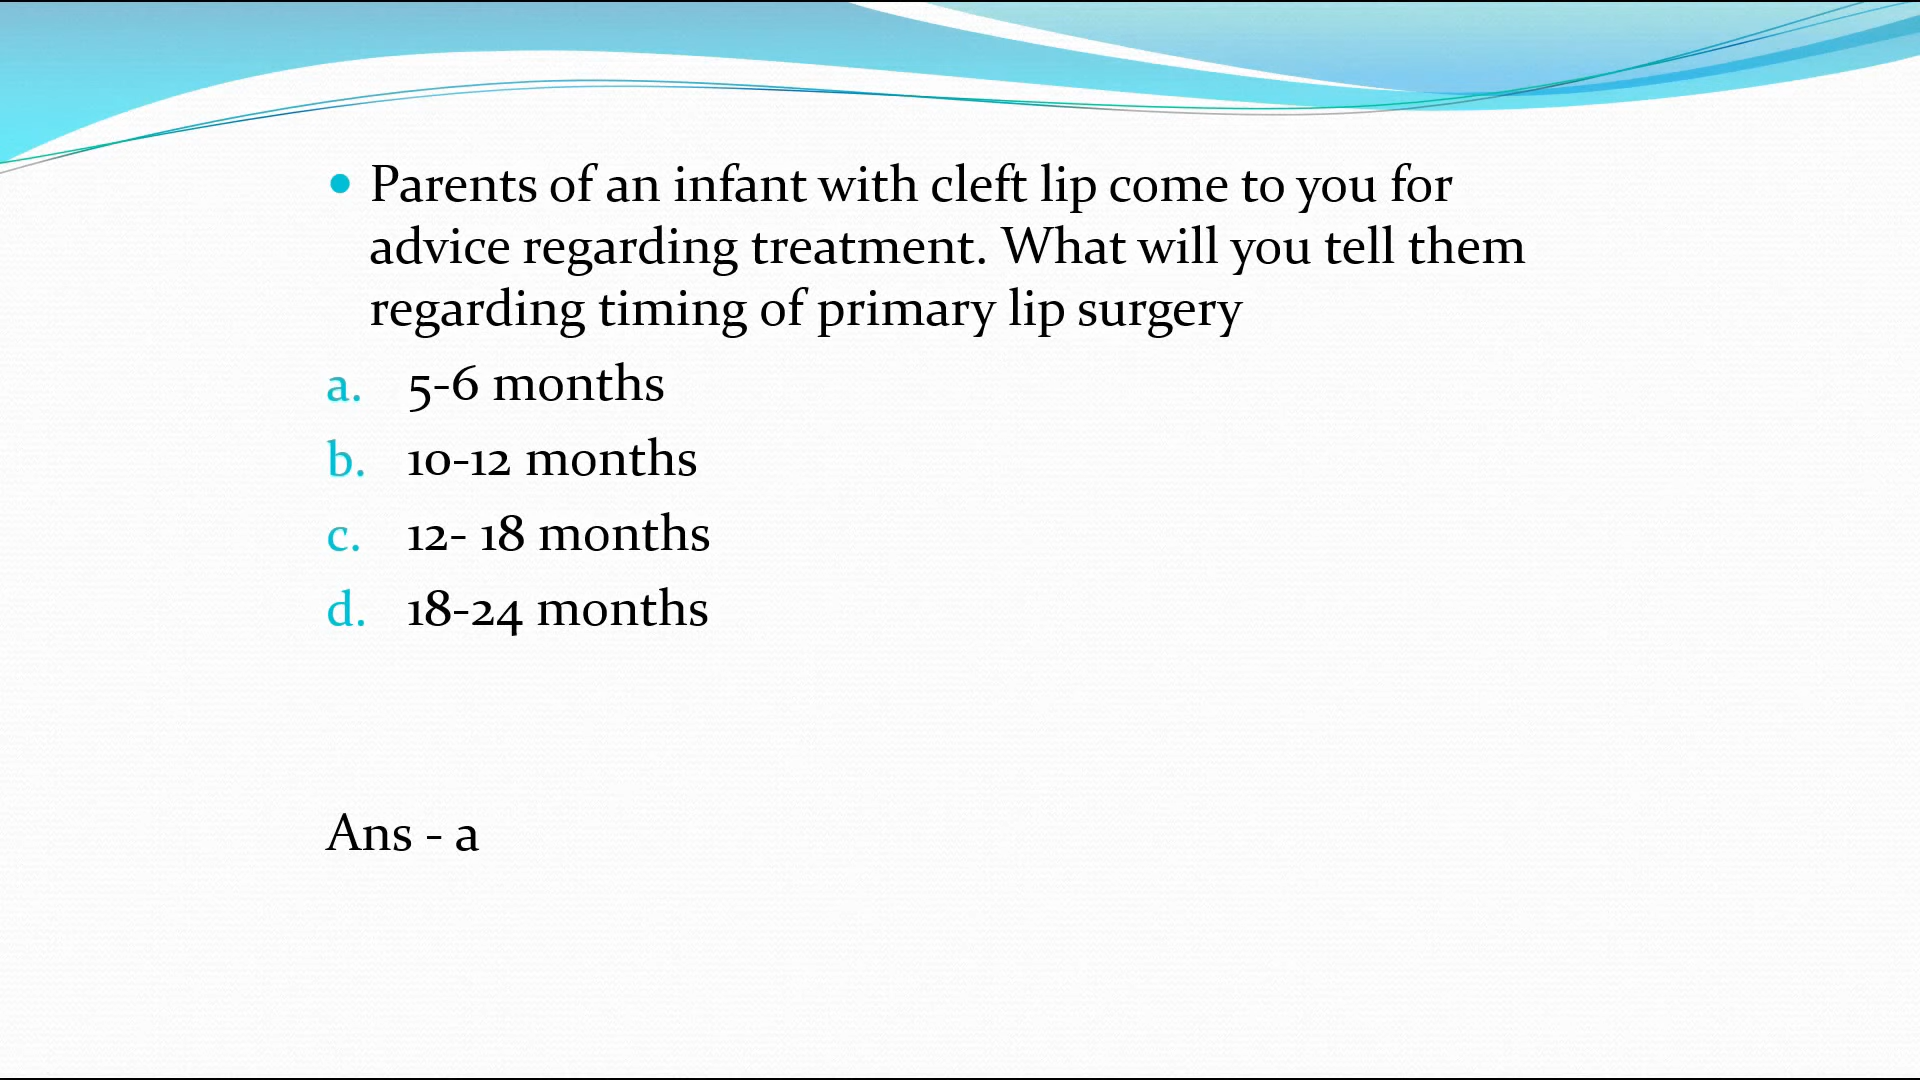 • Parents of an infant with cleft lip come to you for
advice regarding treatment. What will you tell them
regarding timing of primary lip surgery
a. 5-6 months
b. 10-12 months
c. 12- 18 months
d. 18-24 months
Ans - a